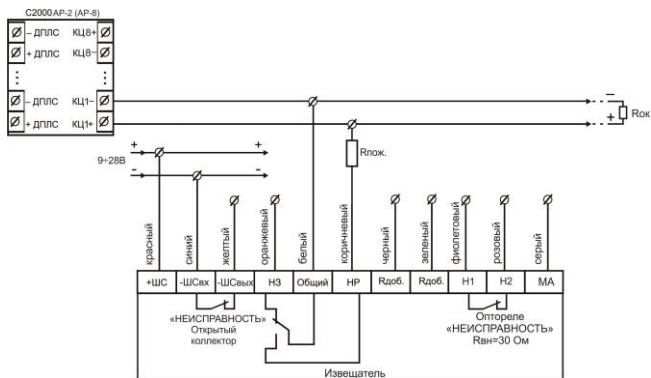 С2000 АР-2 (АР-8)
– ДПЛС КЦ8+
+ ДПЛС КЦ8–
– ДПЛС КЦ1–
+ ДПЛС КЦ1+
–
+
Rок
+
-
9÷28В
Rпож.
красный
синий
желтый
оранжевый
белый
коричневый
черный
зеленый
фиолетовый
розовый
серый
+ШС
-ШСвх
-ШСвых
НЗ
Общий
НР
Rдоб.
Rдоб.
Н1
Н2
МА
«НЕИСПРАВНОСТЬ»
Открытый
коллектор
Оптореле
«НЕИСПРАВНОСТЬ»
Rвн=30 Ом
Извещатель